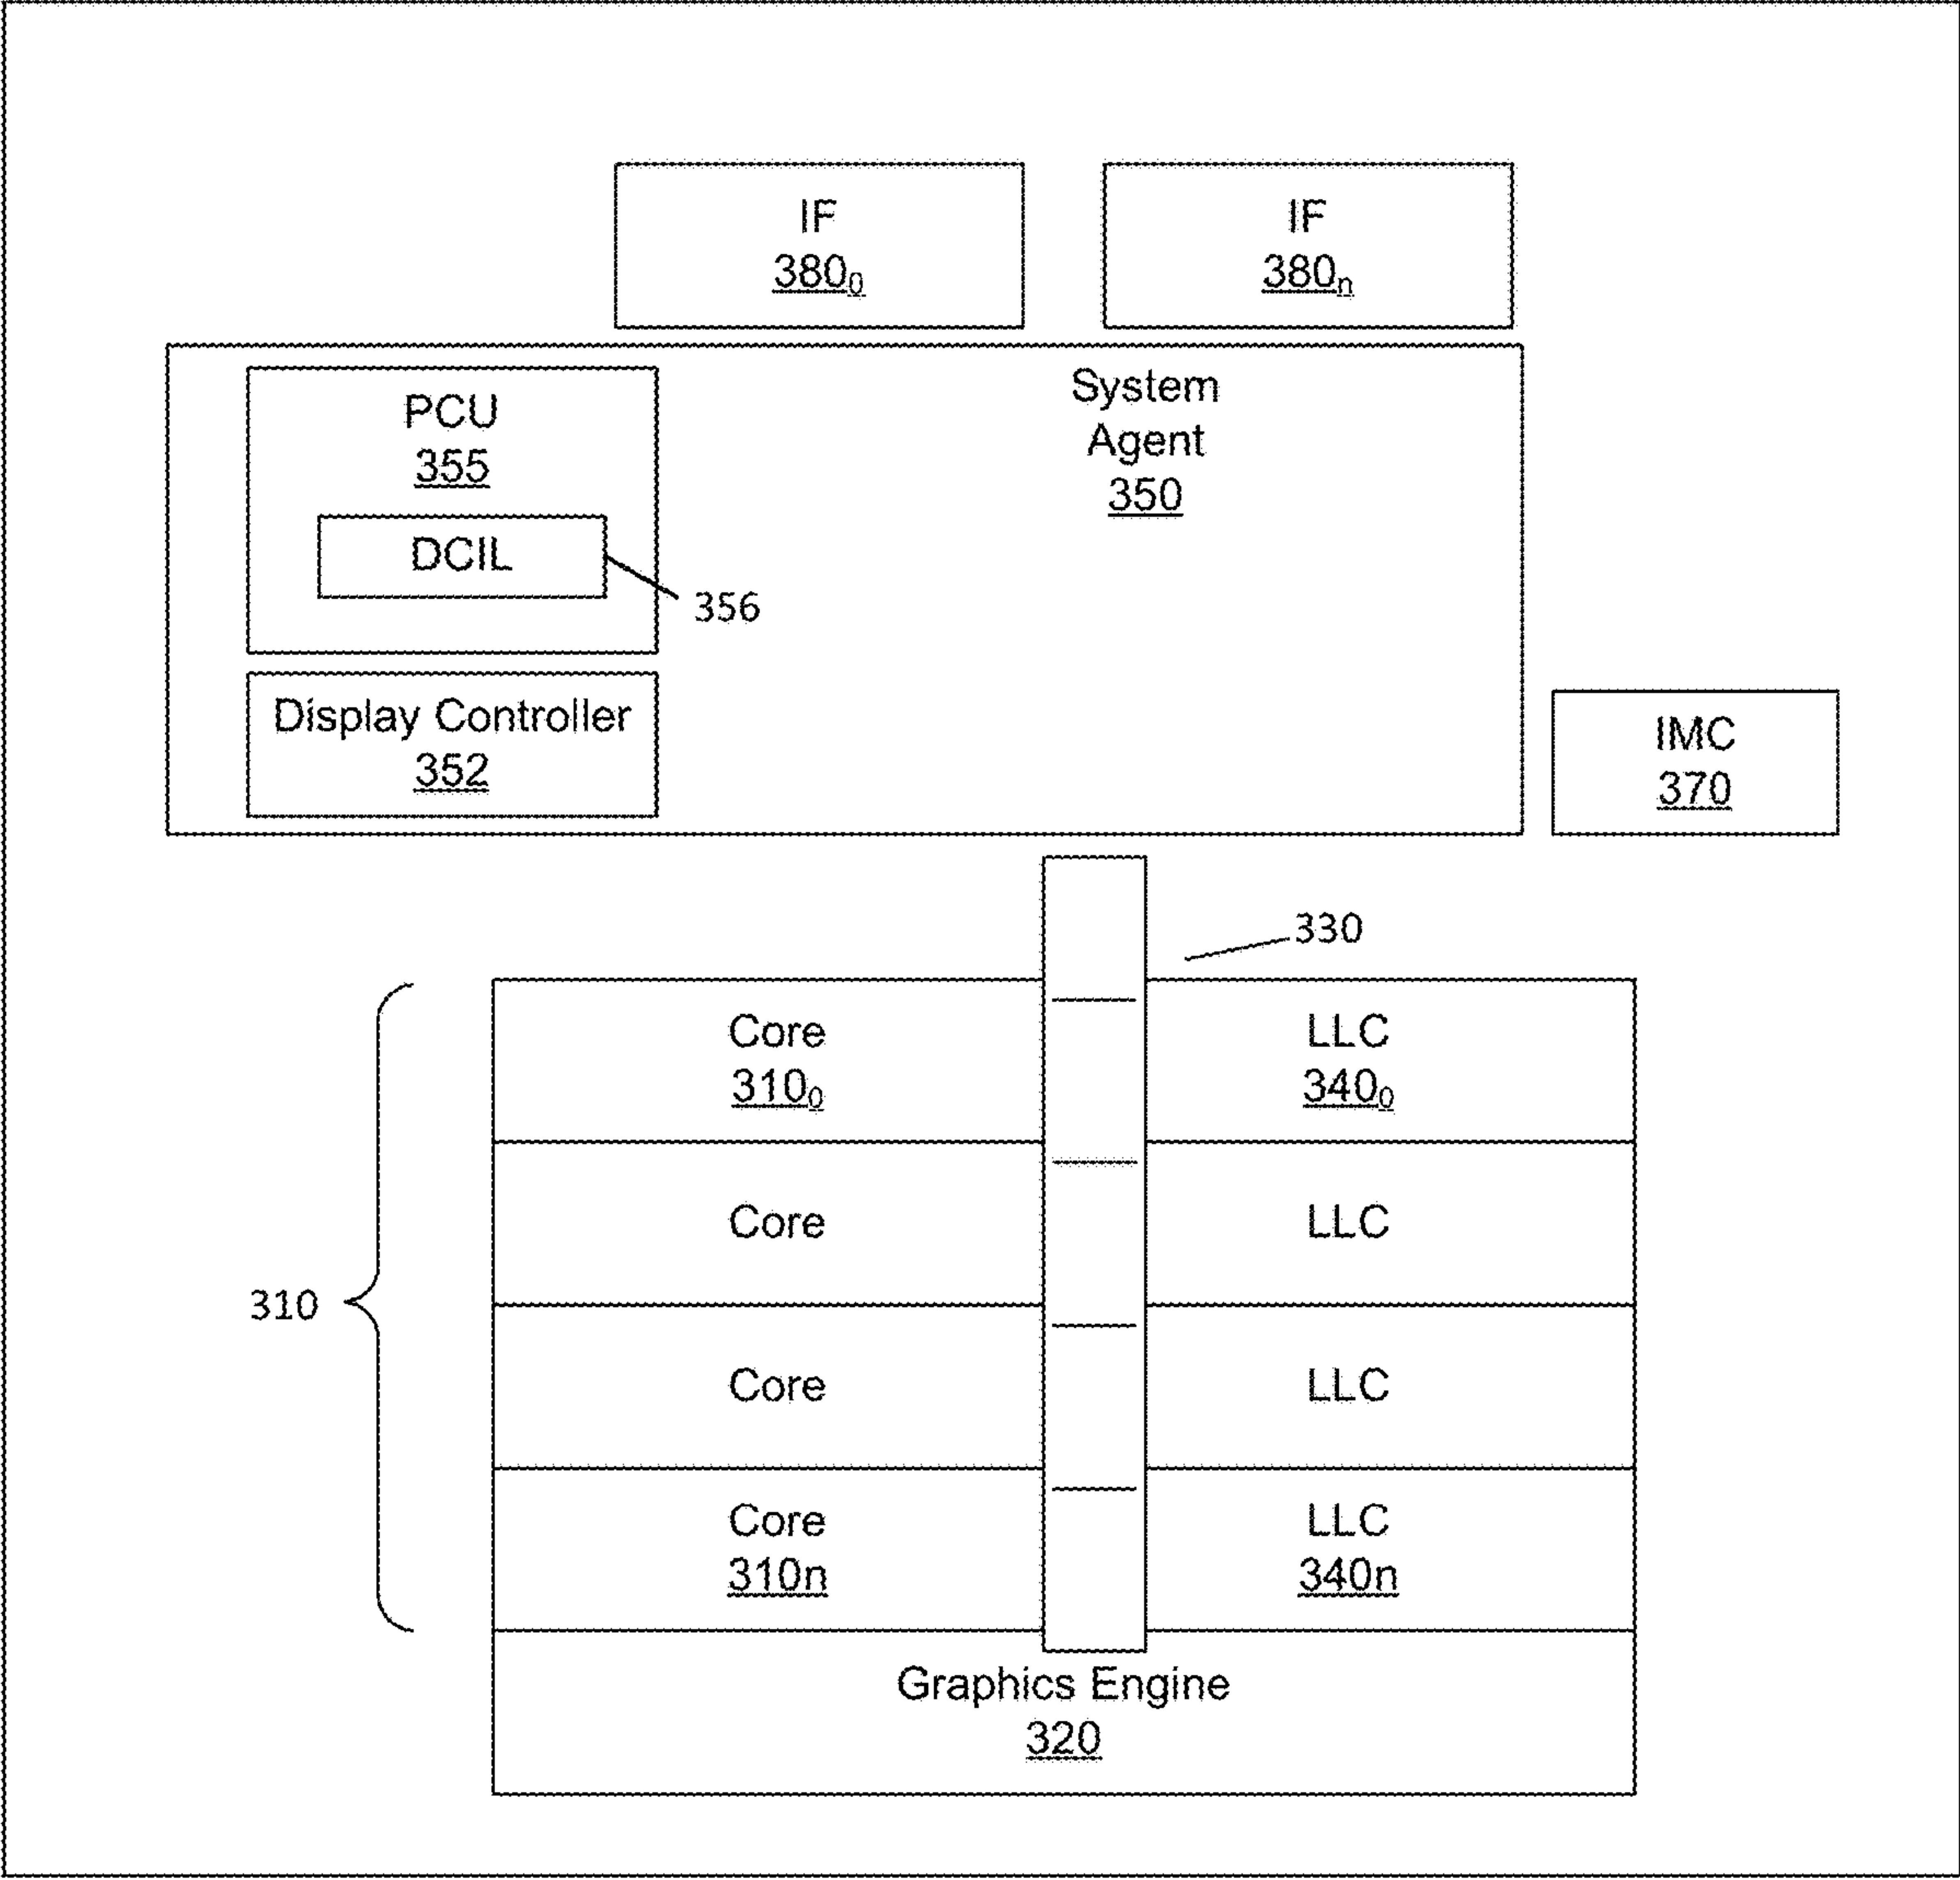 IF
380₀
IF
380ₙ
PCU
355
System
Agent
350
DCIL
356
Display Controller
352
IMC
370
330
Core
310₀
LLC
340₀
Core
LLC
310
Core
LLC
Core
310n
LLC
340n
Graphics Engine
320